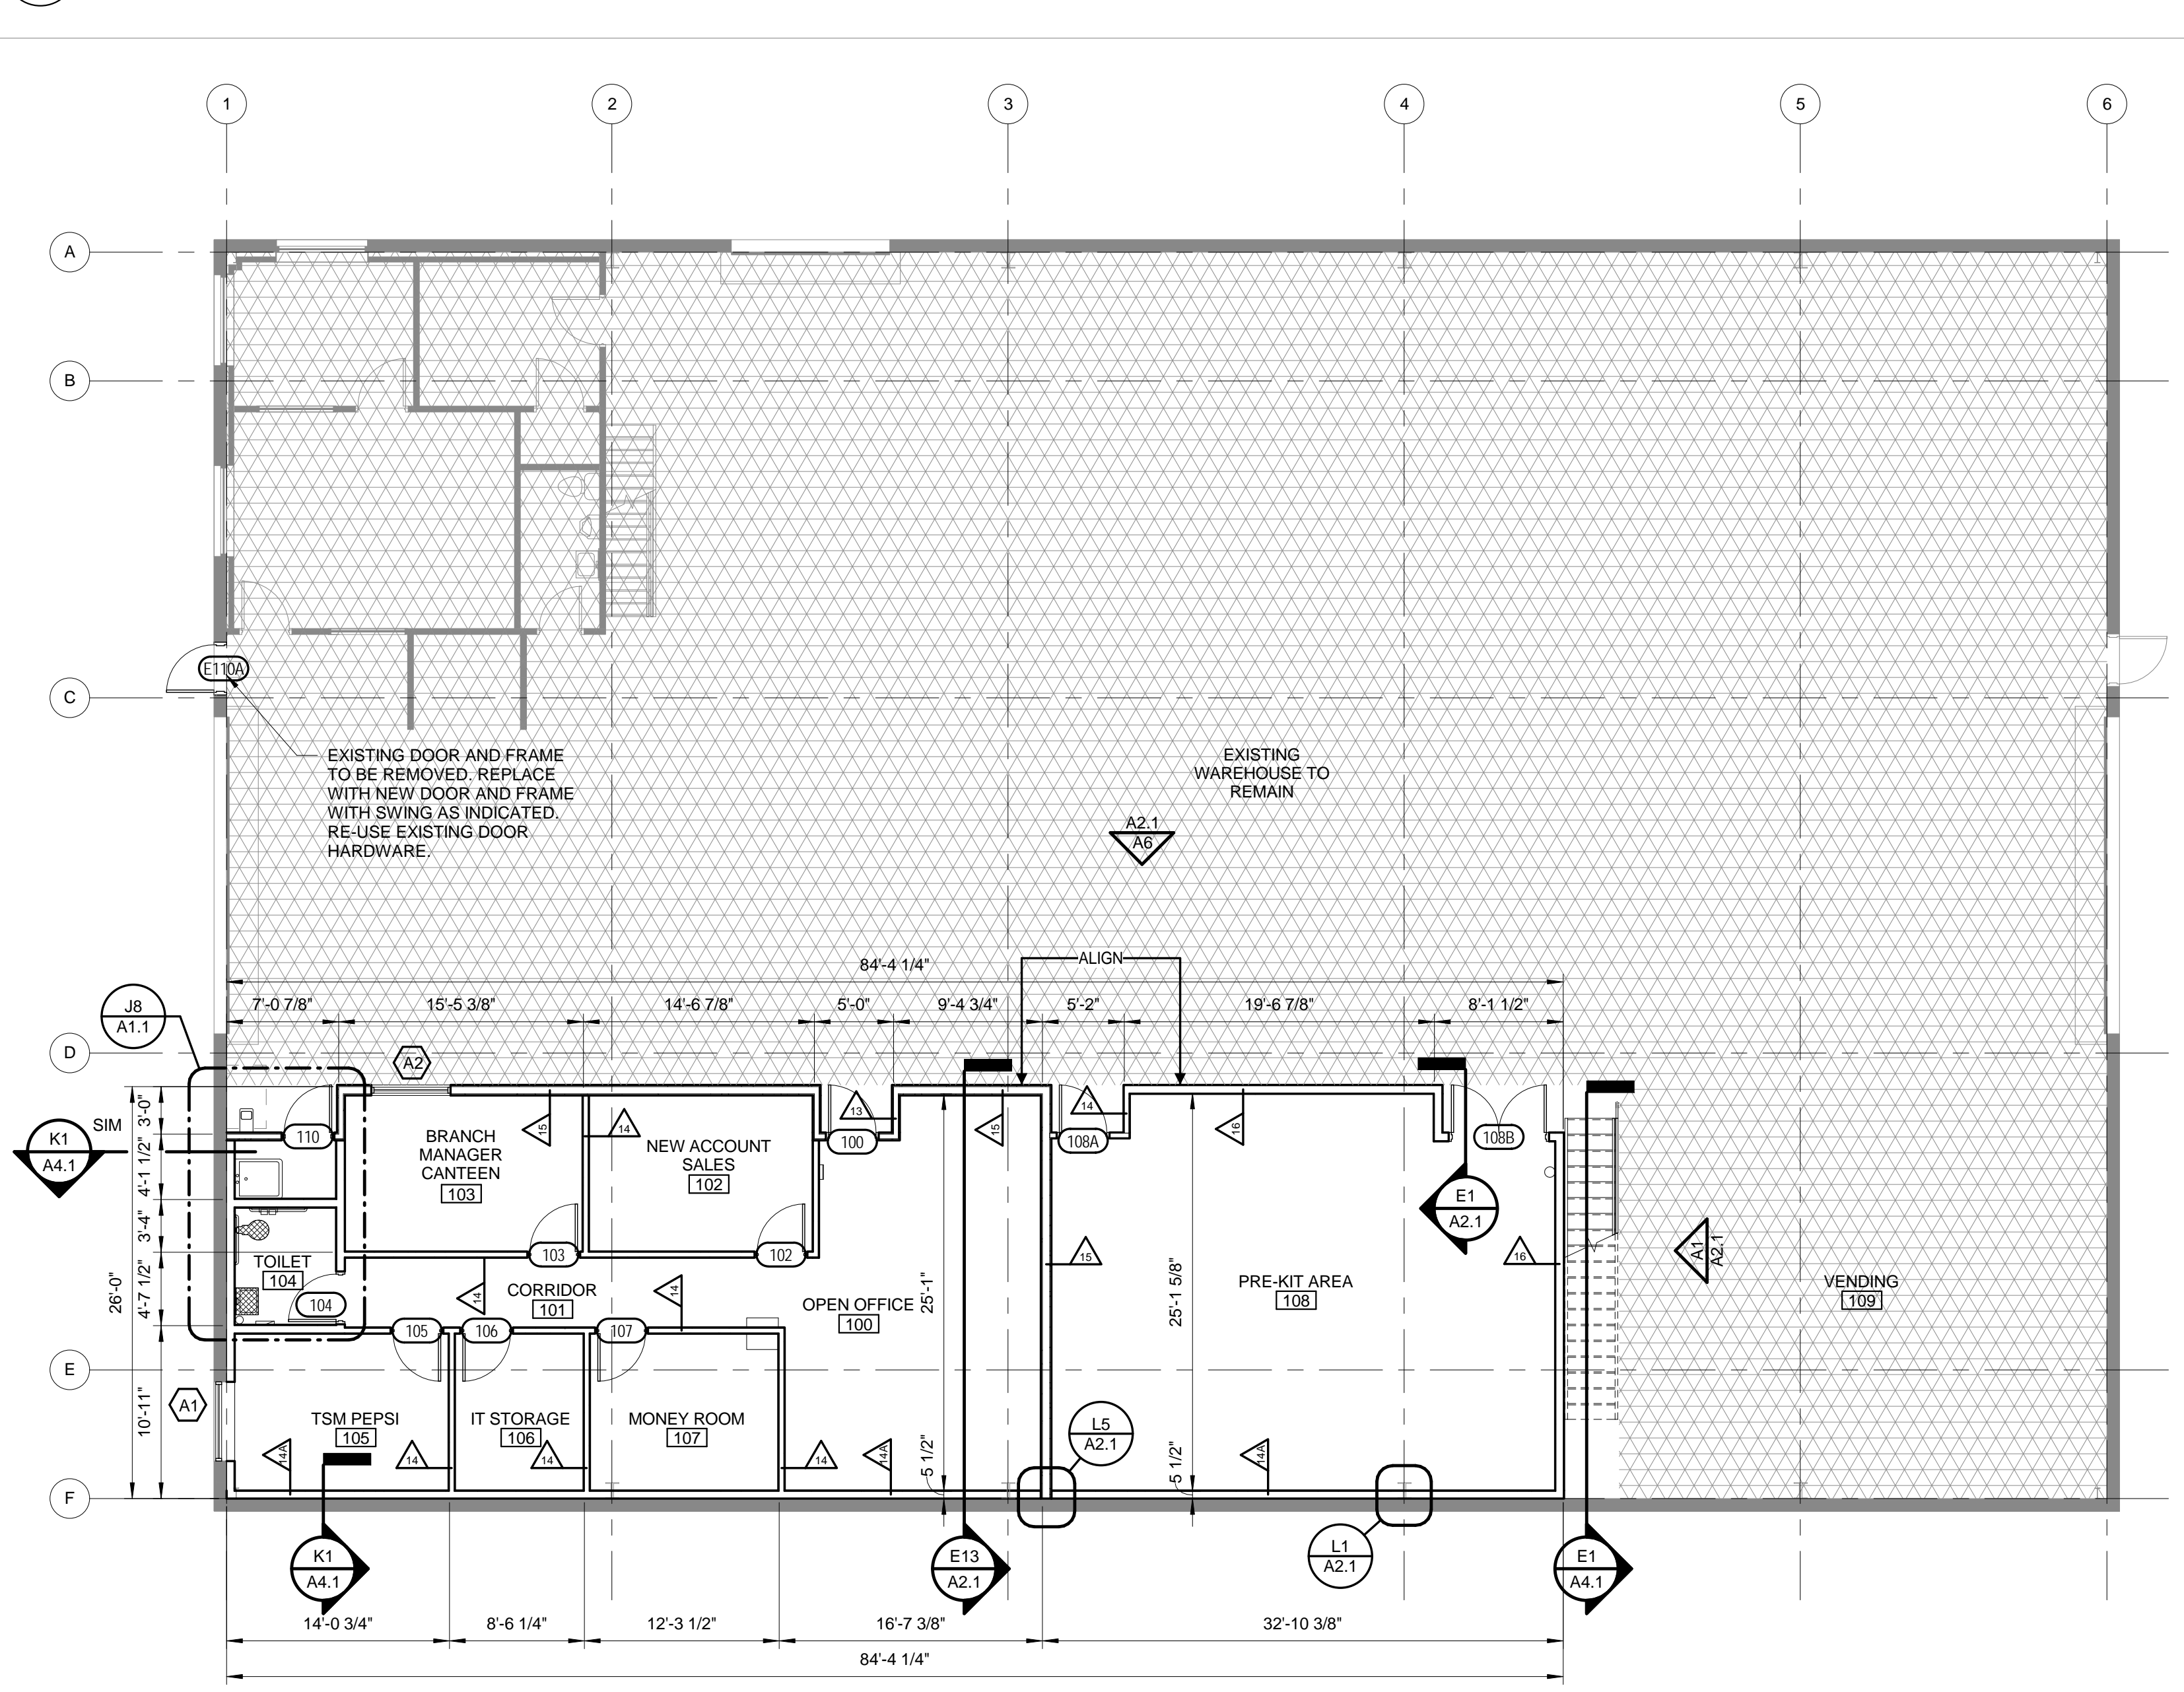 1
2
3
4
5
6
A
B
E110A
C
EXISTING DOOR AND FRAME
TO BE REMOVED. REPLACE
WITH NEW DOOR AND FRAME
WITH SWING AS INDICATED.
RE-USE EXISTING DOOR
HARDWARE.
EXISTING
WAREHOUSE TO
REMAIN
A2.1
A6
ALIGN
84'-4 1/4"
7'-0 7/8"
15'-5 3/8"
14'-6 7/8"
5'-0"
9'-4 3/4"
5'-2"
19'-6 7/8"
8'-1 1/2"
J8
A1.1
D
A2
SIM
K1
A4.1
3'-0"
4'-1 1/2"
3'-4"
4'-7 1/2"
10'-11"
26'-0"
110
BRANCH
MANAGER
CANTEEN
103
15
14
NEW ACCOUNT
SALES
102
13
100
15
14
108A
16
108B
E1
A2.1
TOILET
104
104
103
102
CORRIDOR
101
14
14
OPEN OFFICE
100
25'-1"
15
25'-1 5/8"
PRE-KIT AREA
108
16
A1
A2.1
VENDING
109
105
106
107
E
A1
TSM PEPSI
105
IT STORAGE
106
MONEY ROOM
107
14A
14
14
14
14A
5 1/2"
L5
A2.1
5 1/2"
14A
F
K1
A4.1
E13
A2.1
L1
A2.1
E1
A4.1
14'-0 3/4"
8'-6 1/4"
12'-3 1/2"
16'-7 3/8"
32'-10 3/8"
84'-4 1/4"